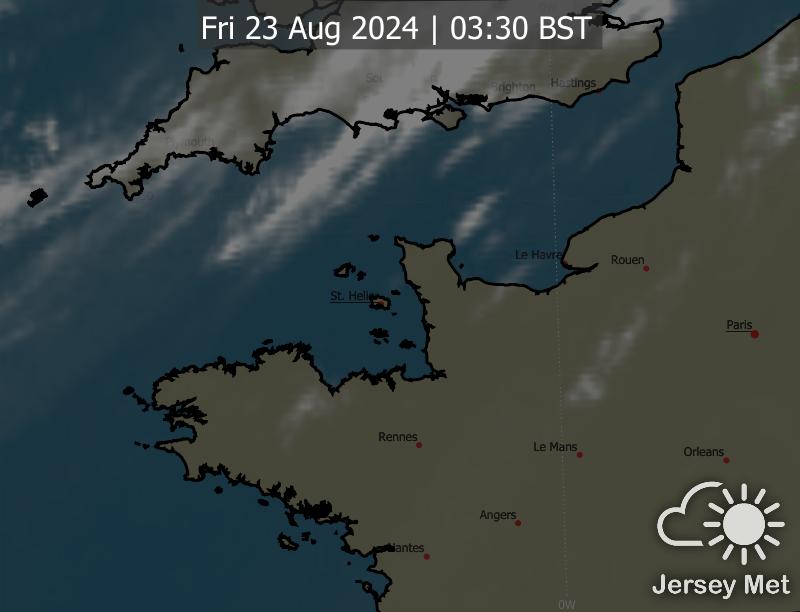 Fri 23 Aug 2024 | 03:30 BST
Brighton
Hastings
Le Havre
Rouen
St. Helier
Paris
Rennes
Le Mans
Orleans
Angers
Nantes
Jersey Met
0W